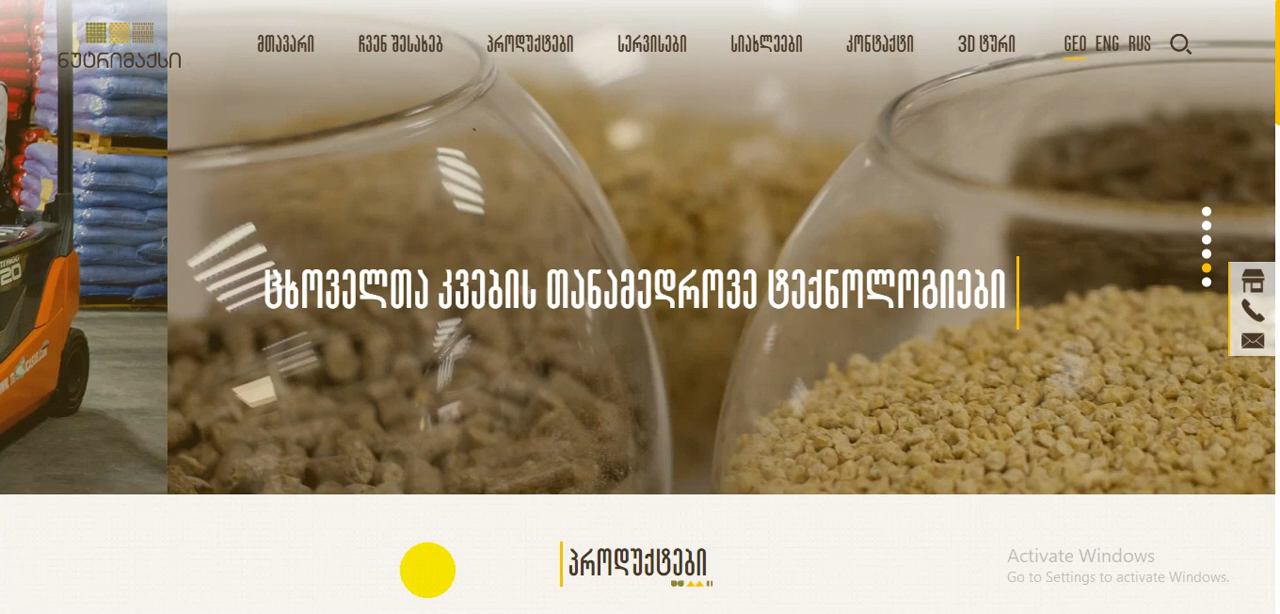 ნუტრიმაქსი
მთავარი ჩვენ შესახებ პროდუქტები სერვისები სიახლეები კონტაქტი 3D ტური GEO ENG RUS
20
ცხოველთა კვების თანამედროვე ტექნოლოგიები
პროდუქტები
Activate Windows
Go to Settings to activate Windows.